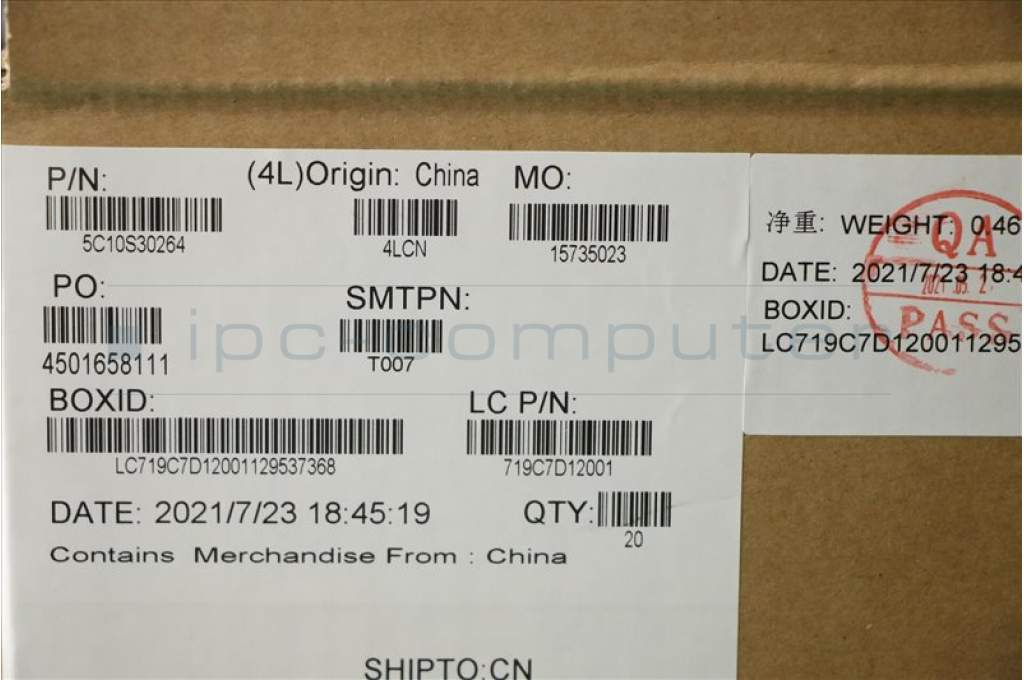 P/N:
5C10S30264
(4L)Origin: China
4LCN
MO:
15735023
PO:
4501658111
SMTPN:
T007
BOXID:
LC719C7D12001129537368
LC P/N:
719C7D12001
DATE: 2021/7/23 18:45:19
QTY:
20
Contains Merchandise From : China
SHIPTO:CN
净重: WEIGHT: 0.46
DATE: 2021/7/23 18:4
BOXID:
LC719C7D120011295
QA
PASS
ipc-computer